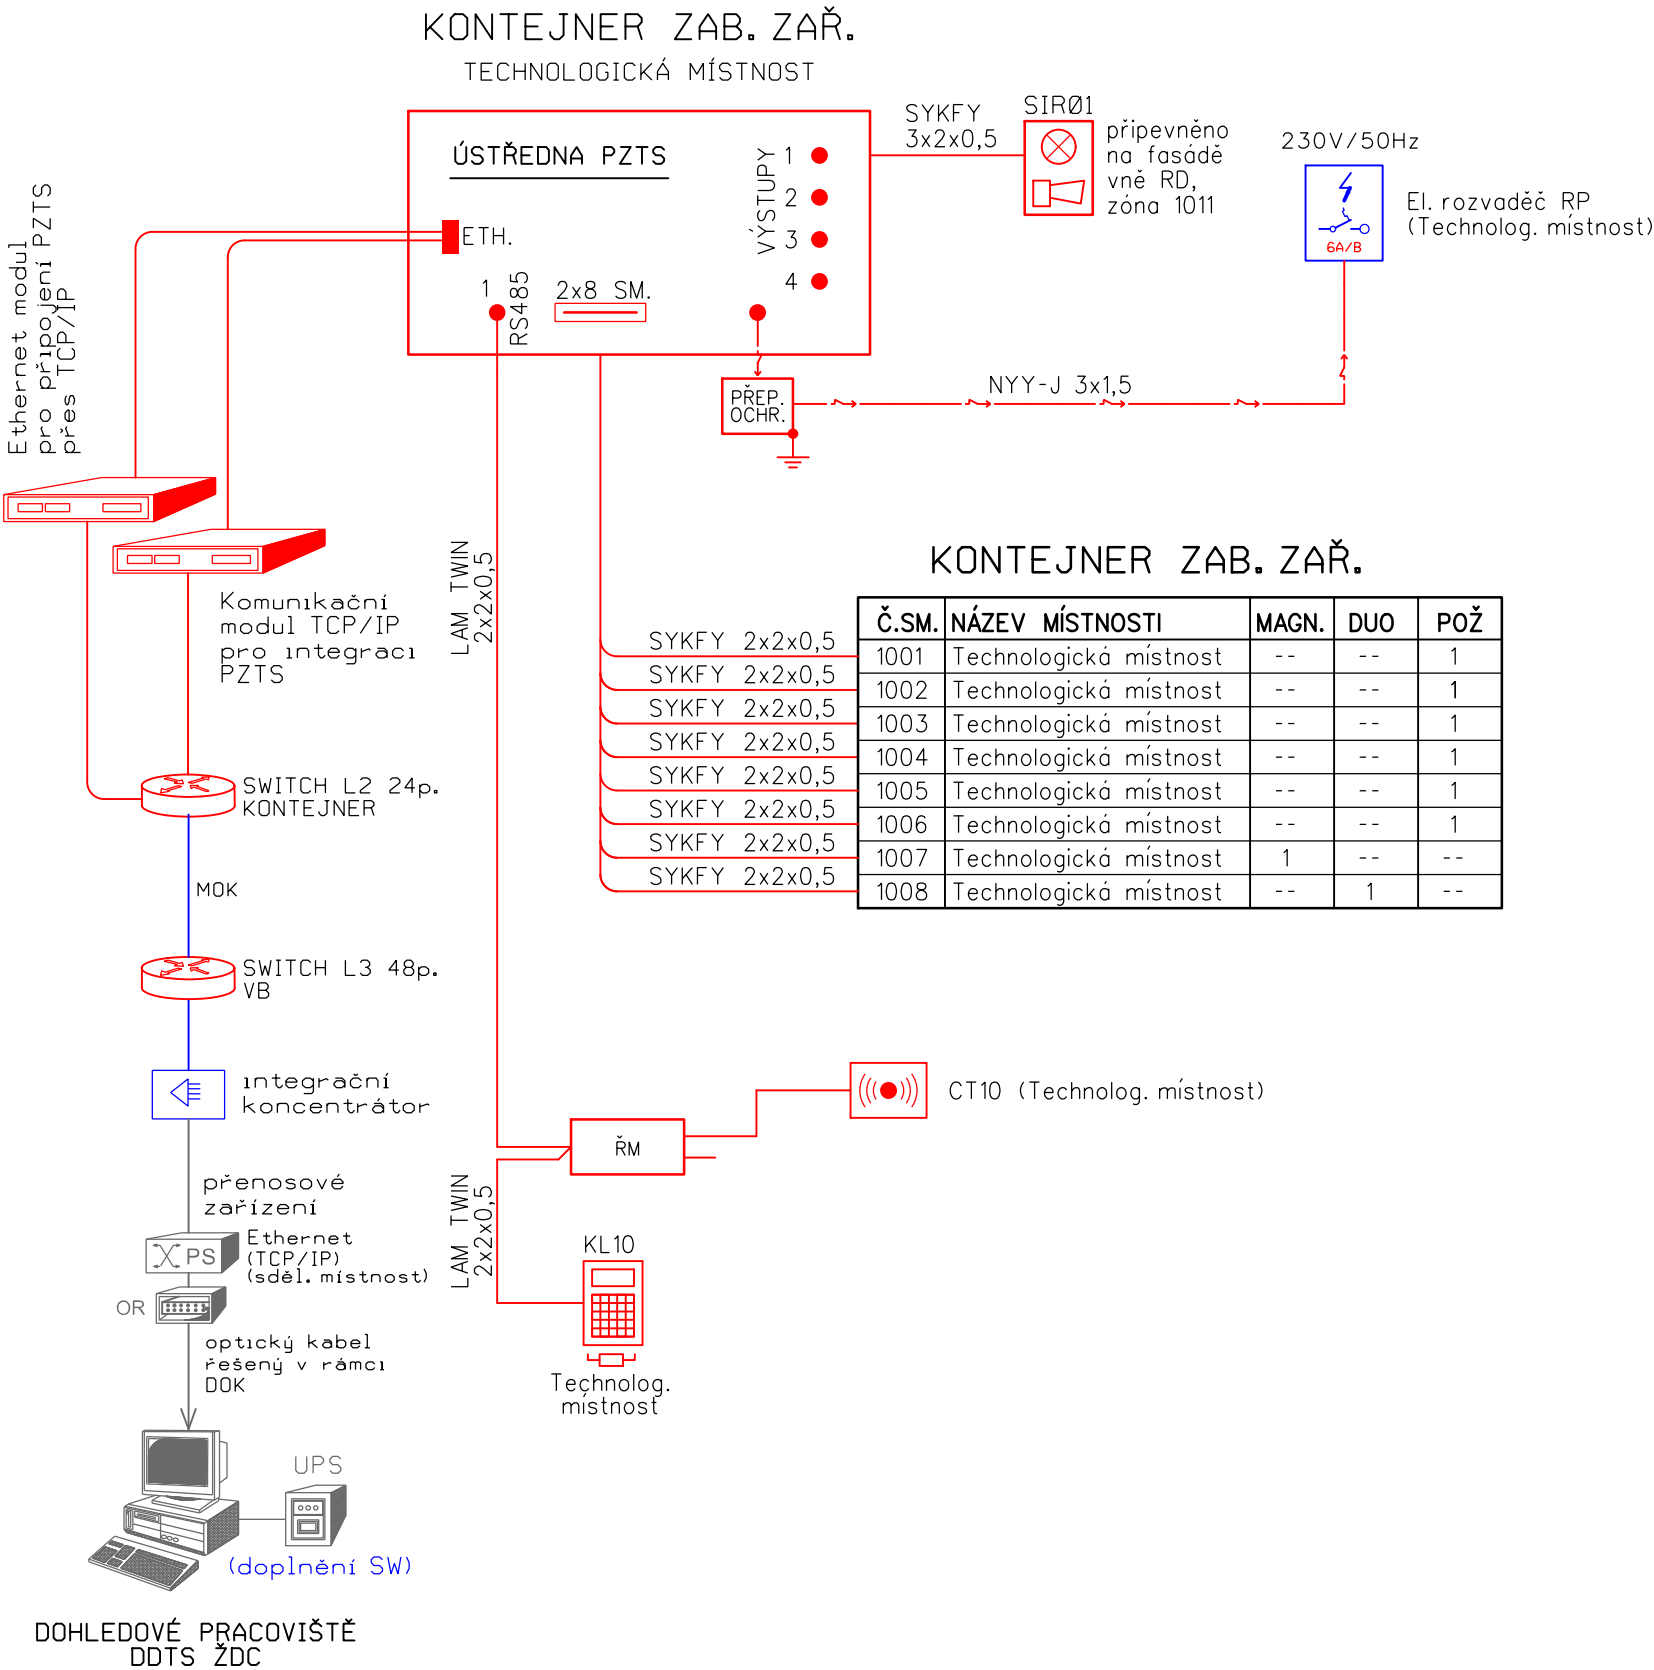 KONTEJNER ZAB. ZAŘ.
TECHNOLOGICKÁ MÍSTNOST
ÚSTŘEDNA PZTS
ETH.
1
RS485
2x8 SM.
VÝSTUPY
1
2
3
4
SYKFY
3x2x0,5
SIRØ1
připevněno
na fasádě
vně RD,
zóna 1011
230V/50Hz
6A/B
El. rozvaděč RP
(Technolog. místnost)
PŘEP.
OCHR.
NYY-J 3x1,5
Ethernet modul
pro připojení PZTS
přes TCP/IP
Komunikační
modul TCP/IP
pro integraci
PZTS
LAM TWIN
2x2x0,5
KONTEJNER ZAB. ZAŘ.
Č.SM. NÁZEV MÍSTNOSTI MAGN. DUO POŽ
SYKFY 2x2x0,5 1001 Technologická místnost -- -- 1
SYKFY 2x2x0,5 1002 Technologická místnost -- -- 1
SYKFY 2x2x0,5 1003 Technologická místnost -- -- 1
SYKFY 2x2x0,5 1004 Technologická místnost -- -- 1
SYKFY 2x2x0,5 1005 Technologická místnost -- -- 1
SYKFY 2x2x0,5 1006 Technologická místnost -- -- 1
SYKFY 2x2x0,5 1007 Technologická místnost 1 -- --
SYKFY 2x2x0,5 1008 Technologická místnost -- 1 --
SWITCH L2 24p.
KONTEJNER
MOK
SWITCH L3 48p.
VB
integrační
koncentrátor
přenosové
zařízení
PS
Ethernet
(TCP/IP)
(sděl. místnost)
OR
optický kabel
řešený v rámci
DOK
UPS
(doplnění SW)
DOHLEDOVÉ PRACOVIŠTĚ
DDTS ŽDC
ŘM
CT10 (Technolog. místnost)
LAM TWIN
2x2x0,5
KL10
Technolog.
místnost